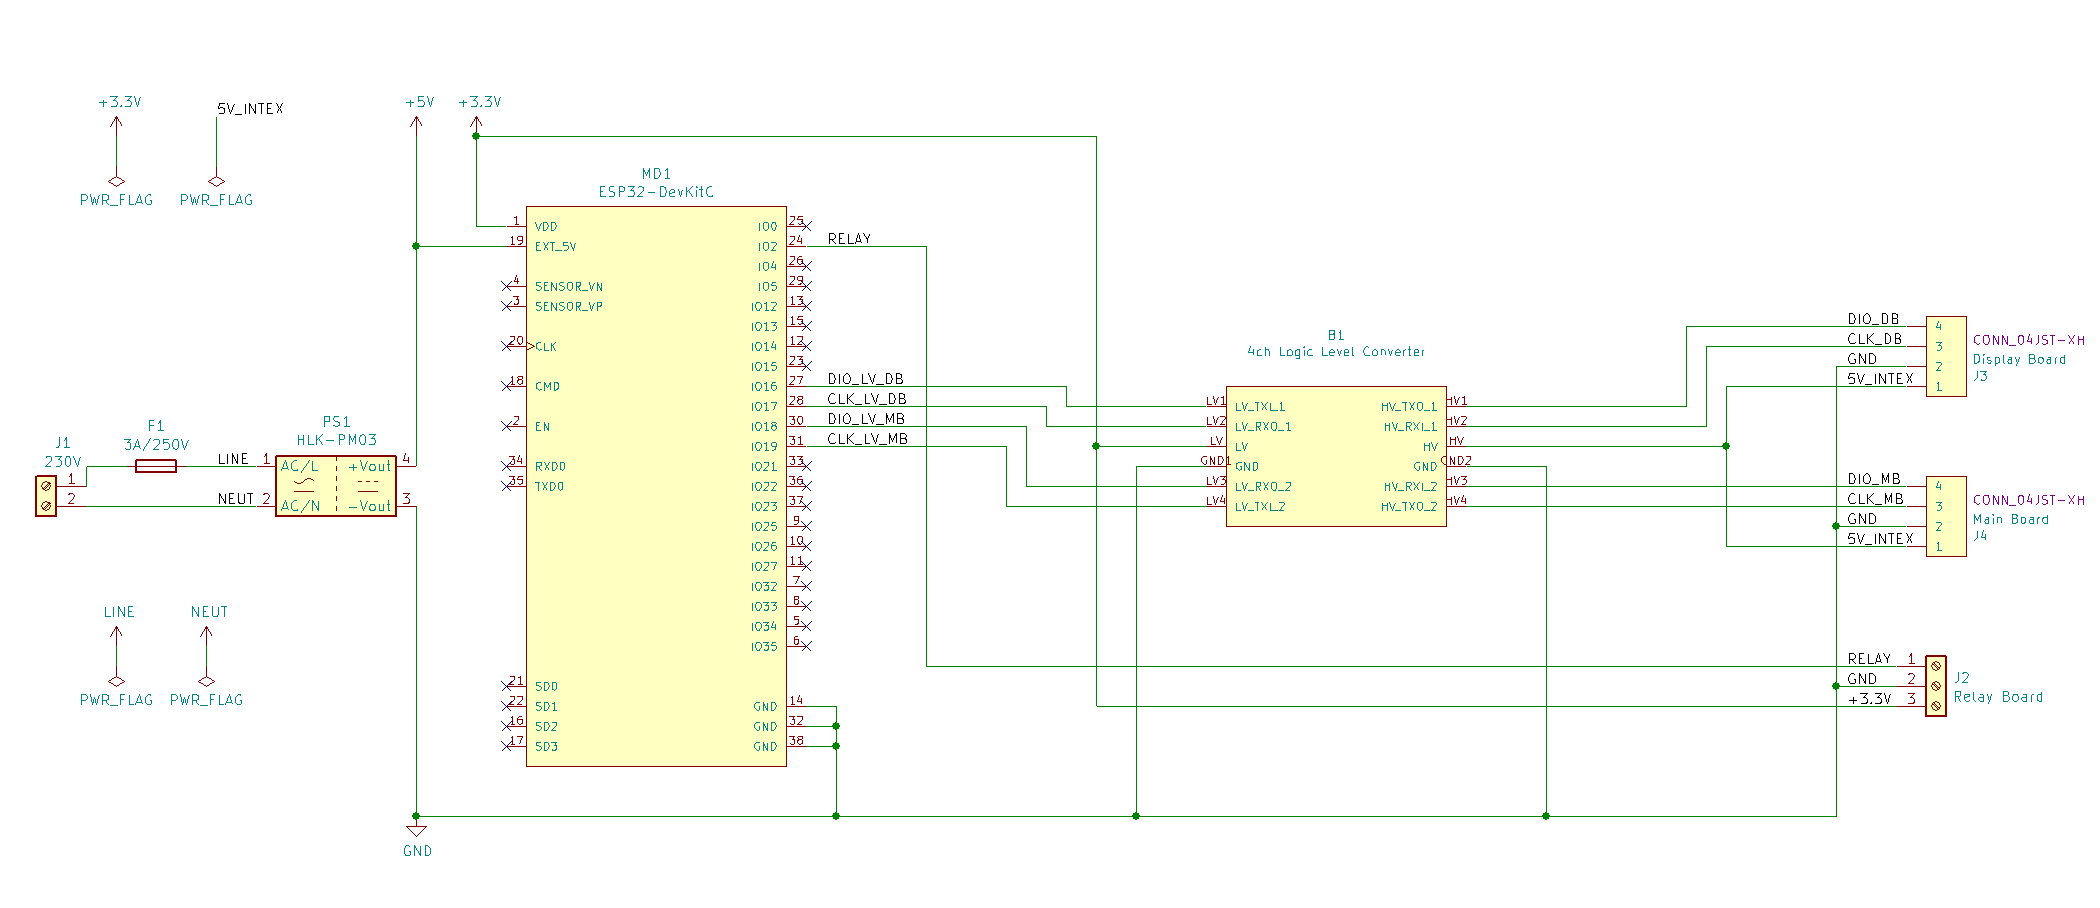 +3.3V
5V_INTEX
PWR_FLAG
PWR_FLAG
+5V
+3.3V
J1
230V
1
2
F1
3A/250V
LINE
NEUT
PS1
HLK-PM03
1
AC/L
+Vout
4
2
AC/N
-Vout
3
LINE
NEUT
PWR_FLAG
PWR_FLAG
GND
MD1
ESP32-DevKitC
1 VDD
19 EXT_5V
4 SENSOR_VN
3 SENSOR_VP
20 CLK
18 CMD
2 EN
34 RXD0
35 TXD0
21 SD0
22 SD1
16 SD2
17 SD3
IO0 25
IO2 24
IO4 26
IO5 29
IO12 13
IO13 15
IO14 12
IO15 23
IO16 27
IO17 28
IO18 30
IO19 31
IO21 33
IO22 36
IO23 37
IO25 9
IO26 10
IO27 11
IO32 7
IO33 8
IO34 5
IO35 6
GND 14
GND 32
GND 38
RELAY
DIO_LV_DB
CLK_LV_DB
DIO_LV_MB
CLK_LV_MB
B1
4ch Logic Level Converter
LV1 LV_TXI_1
LV2 LV_RXO_1
LV LV
GND1 GND
LV3 LV_RXO_2
LV4 LV_TXI_2
HV_TXO_1 HV1
HV_RXI_1 HV2
HV HV
GND GND2
HV_RXI_2 HV3
HV_TXO_2 HV4
DIO_DB 4
CLK_DB 3
GND 2
5V_INTEX 1
CONN_04JST-XH
Display Board
J3
DIO_MB 4
CLK_MB 3
GND 2
5V_INTEX 1
CONN_04JST-XH
Main Board
J4
RELAY 1
GND 2
+3.3V 3
J2
Relay Board